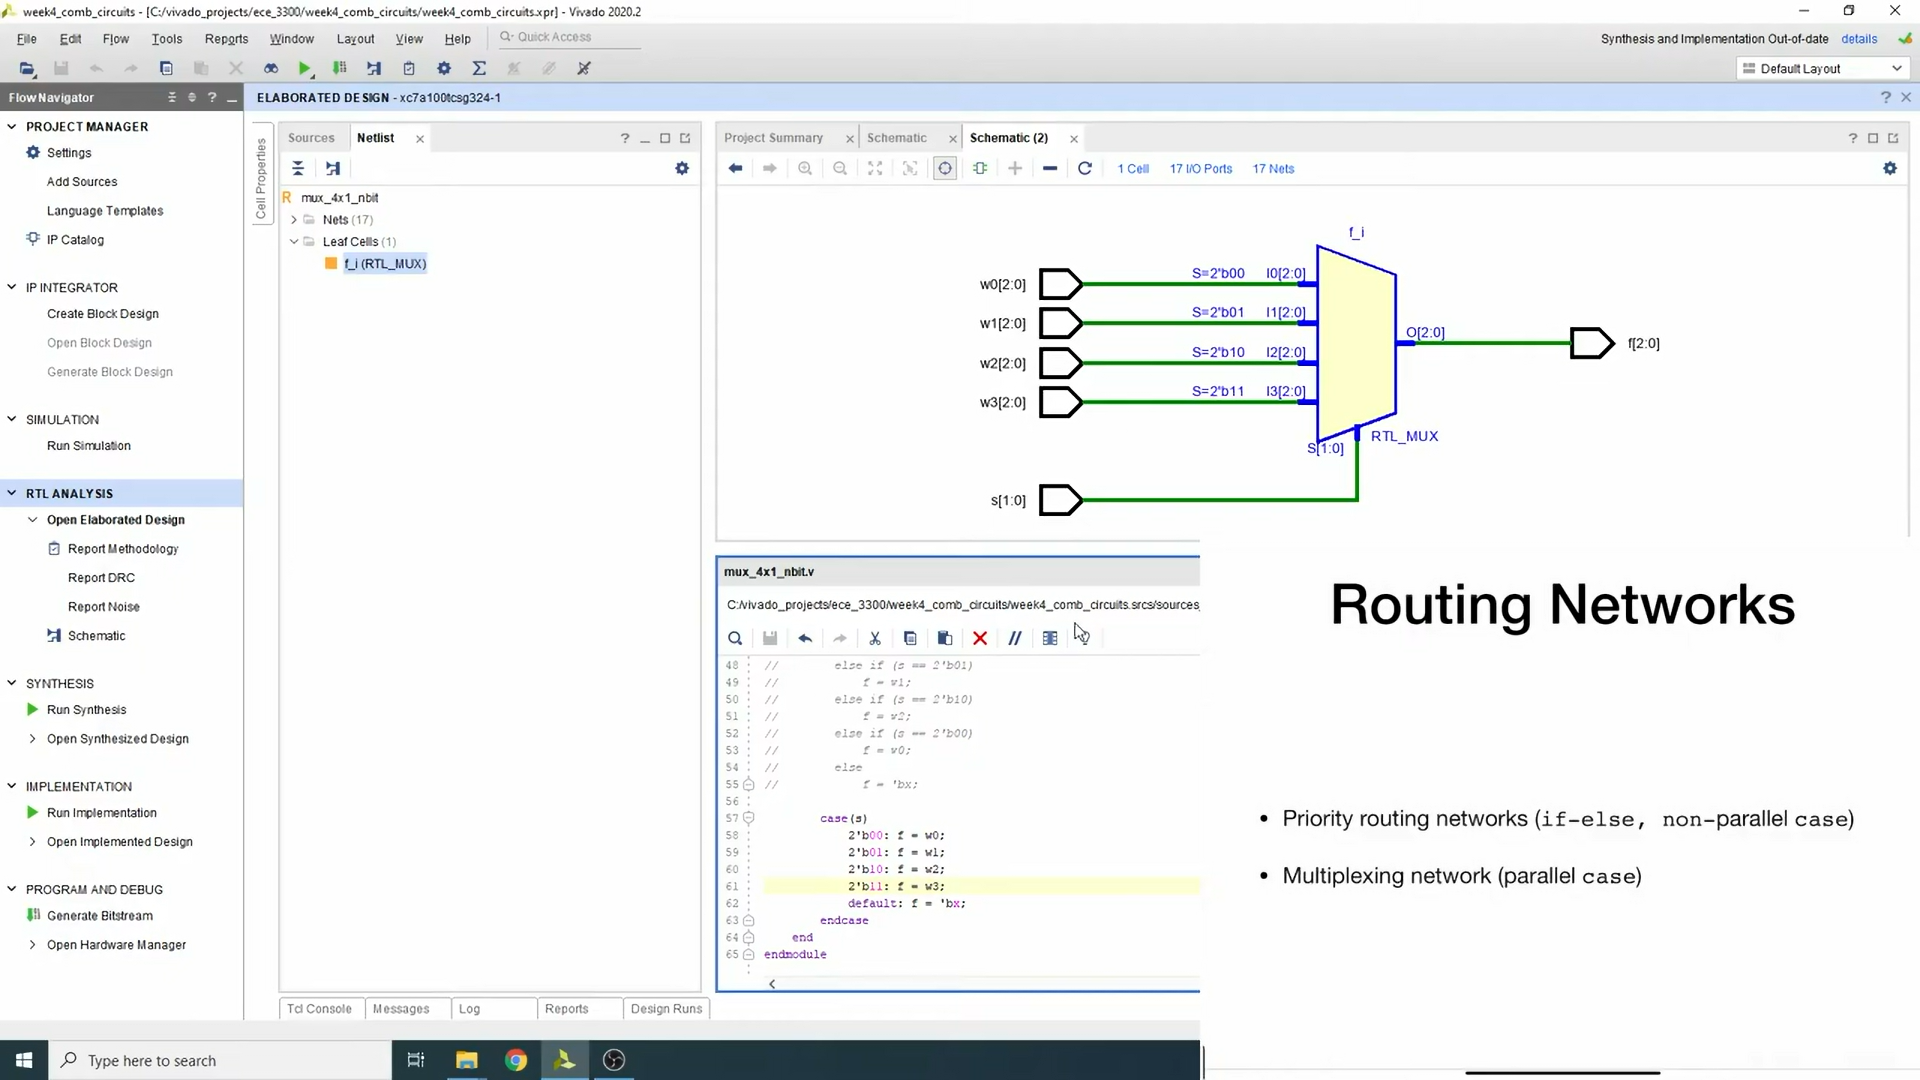 week4_comb_circuits - [C:/vivado_projects/ece_3300/week4_comb_circuits/week4_comb_circuits.xpr] - Vivado 2020.2
File Edit Flow Tools Reports Window Layout View Help Quick Access
Synthesis and Implementation Out-of-date details
Default Layout
Flow Navigator
ELABORATED DESIGN - xc7a100tcsg324-1
PROJECT MANAGER
Settings
Add Sources
Language Templates
IP Catalog
IP INTEGRATOR
Create Block Design
Open Block Design
Generate Block Design
SIMULATION
Run Simulation
RTL ANALYSIS
Open Elaborated Design
Report Methodology
Report DRC
Report Noise
Schematic
SYNTHESIS
Run Synthesis
Open Synthesized Design
IMPLEMENTATION
Run Implementation
Open Implemented Design
PROGRAM AND DEBUG
Generate Bitstream
Open Hardware Manager
Cell Properties
Sources Netlist
mux_4x1_nbit
Nets (17)
Leaf Cells (1)
f_i (RTL_MUX)
Project Summary Schematic Schematic (2)
1 Cell 17 I/O Ports 17 Nets
f_i
w0[2:0] S=2'b00 I0[2:0]
w1[2:0] S=2'b01 I1[2:0]
O[2:0] f[2:0]
w2[2:0] S=2'b10 I2[2:0]
w3[2:0] S=2'b11 I3[2:0]
S[1:0] RTL_MUX
s[1:0]
mux_4x1_nbit.v
C:/vivado_projects/ece_3300/week4_comb_circuits/week4_comb_circuits.srcs/sources_
48 // else if (s == 2'b01)
49 // f = w1;
50 // else if (s == 2'b10)
51 // f = w2;
52 // else if (s == 2'b00)
53 // f = w0;
54 // else
55 // f = 'bx;
56
57 case(s)
58 2'b00: f = w0;
59 2'b01: f = w1;
60 2'b10: f = w2;
61 2'b11: f = w3;
62 default: f = 'bx;
63 endcase
64 end
65 endmodule
Tcl Console Messages Log Reports Design Runs
Routing Networks
• Priority routing networks (if-else, non-parallel case)
• Multiplexing network (parallel case)
Type here to search